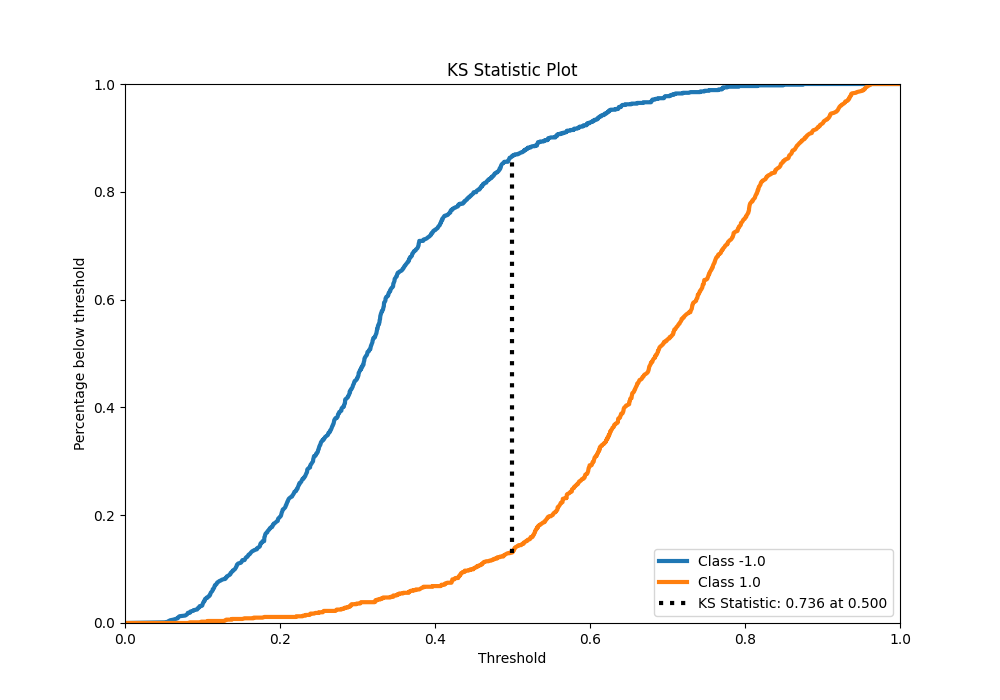 KS Statistic Plot
1.0
0.8
0.6
0.4
0.2
0.0
Percentage below threshold
0.0 0.2 0.4 0.6 0.8 1.0
Threshold
Class -1.0
Class 1.0
KS Statistic: 0.736 at 0.500